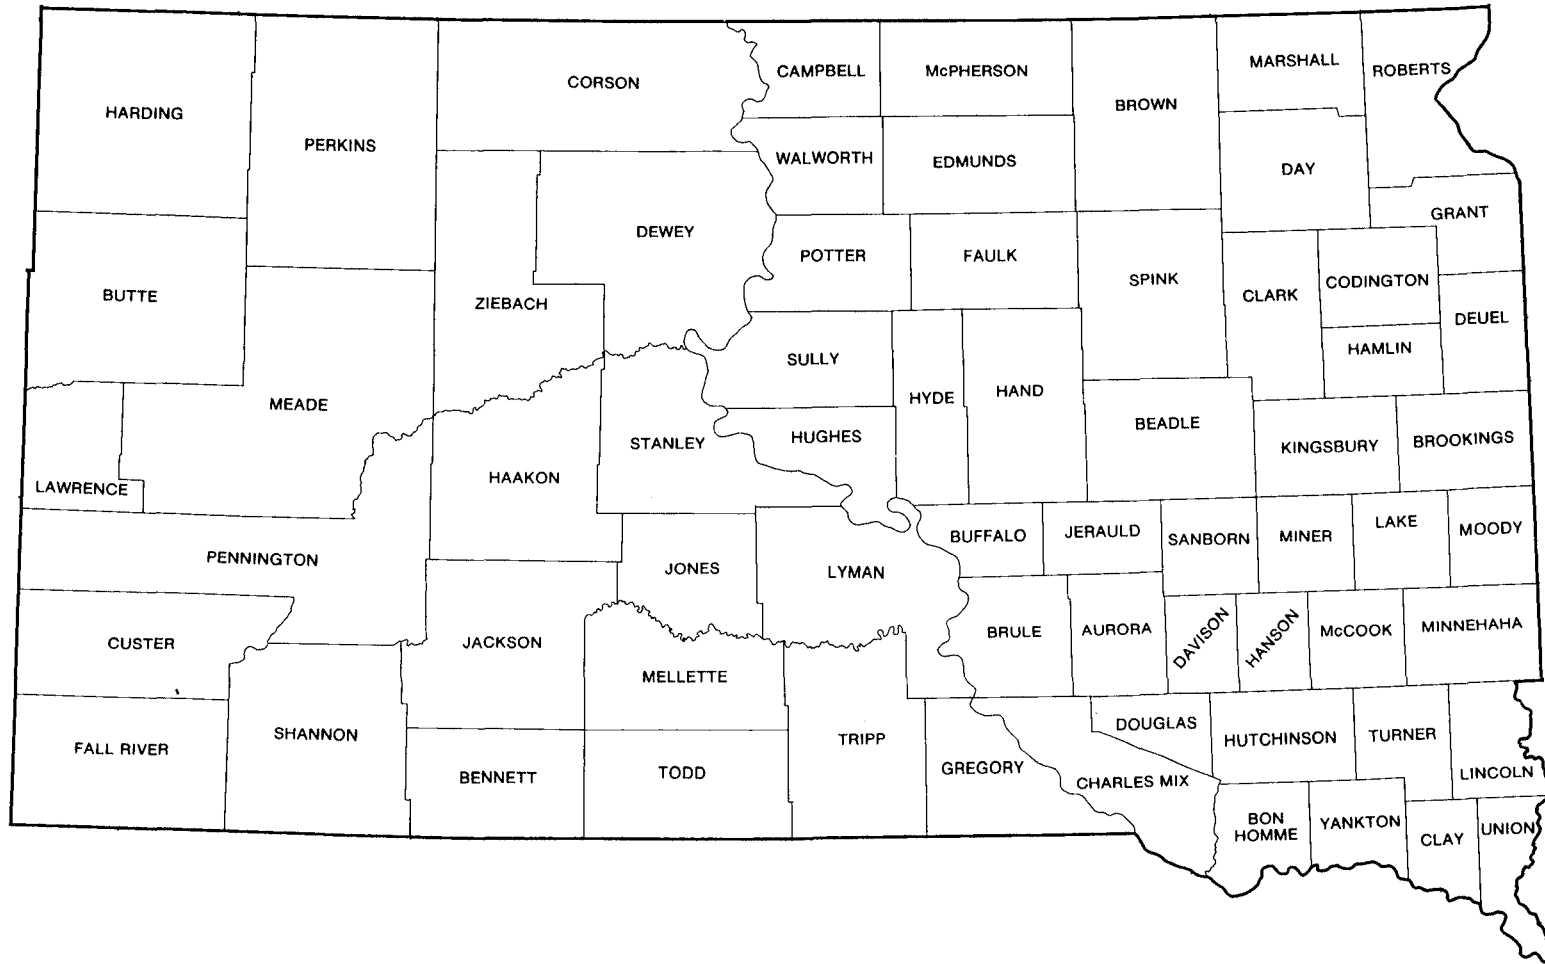 CAMPBELL
McPHERSON
MARSHALL
ROBERTS
CORSON
HARDING
BROWN
PERKINS
WALWORTH
EDMUNDS
DAY
GRANT
DEWEY
POTTER
FAULK
SPINK
CODINGTON
BUTTE
ZIEBACH
CLARK
DEUEL
HAMLIN
SULLY
HYDE
HAND
MEADE
BEADLE
STANLEY
HUGHES
KINGSBURY
BROOKINGS
HAAKON
LAWRENCE
BUFFALO
JERAULD
SANBORN
MINER
LAKE
MOODY
PENNINGTON
JONES
LYMAN
CUSTER
JACKSON
BRULE
AURORA
DAVISON
HANSON
McCOOK
MINNEHAHA
MELLETTE
SHANNON
FALL RIVER
TRIPP
DOUGLAS
HUTCHINSON
TURNER
BENNETT
TODD
GREGORY
CHARLES MIX
LINCOLN
BON
HOMME
YANKTON
CLAY
UNION